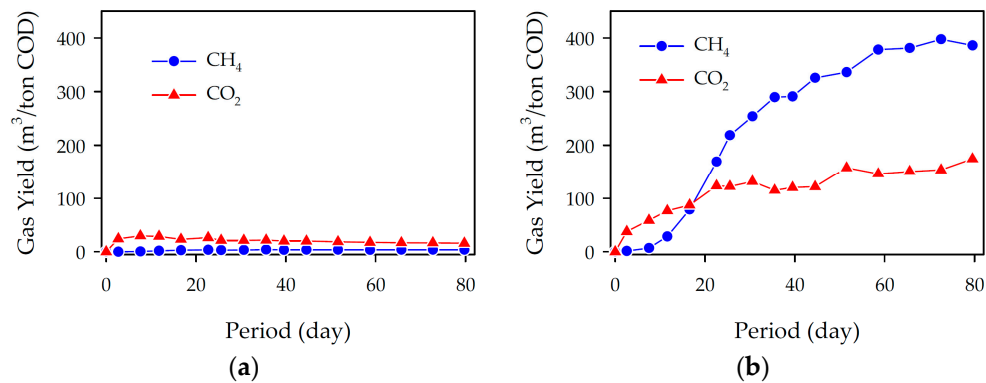 Gas Yield (m³/ton COD)
400
300
200
100
0
CH₄
CO₂
0 20 40 60 80
Period (day)
(a)
Gas Yield (m³/ton COD)
400
300
200
100
0
CH₄
CO₂
0 20 40 60 80
Period (day)
(b)